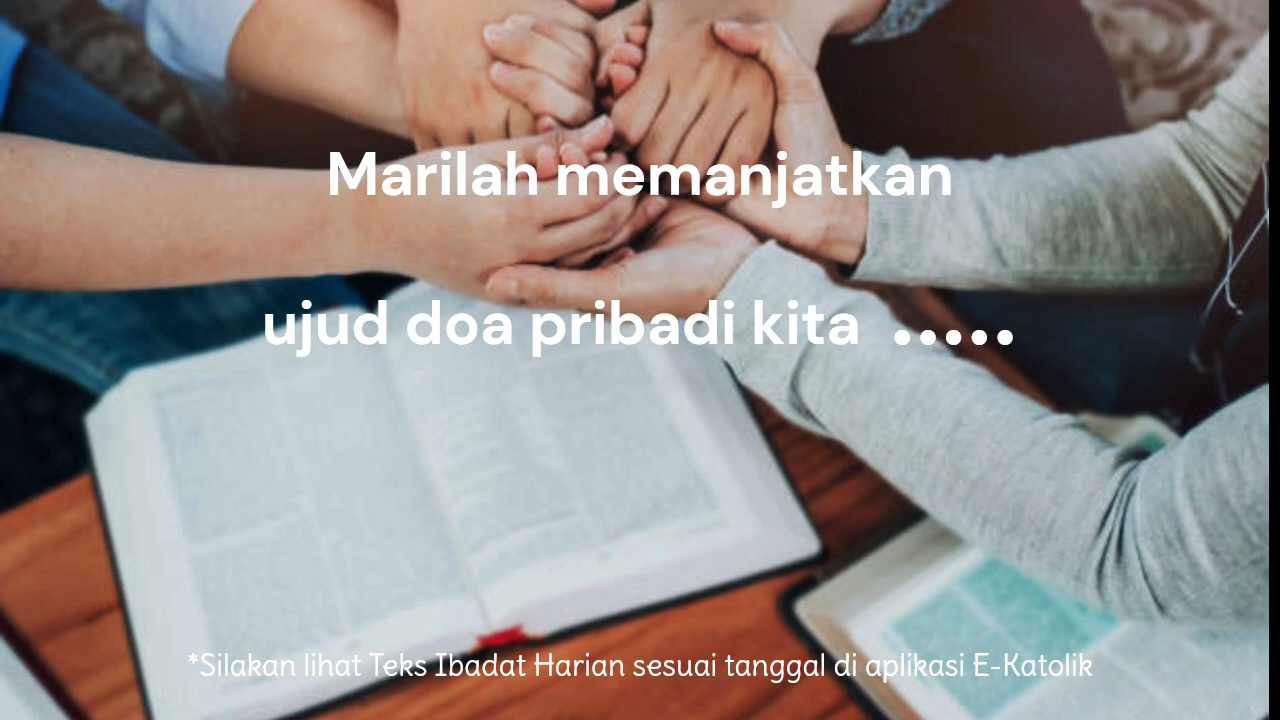 Marilah memanjatkan
ujud doa pribadi kita .....
*Silakan lihat Teks Ibadat Harian sesuai tanggal di aplikasi E-Katolik